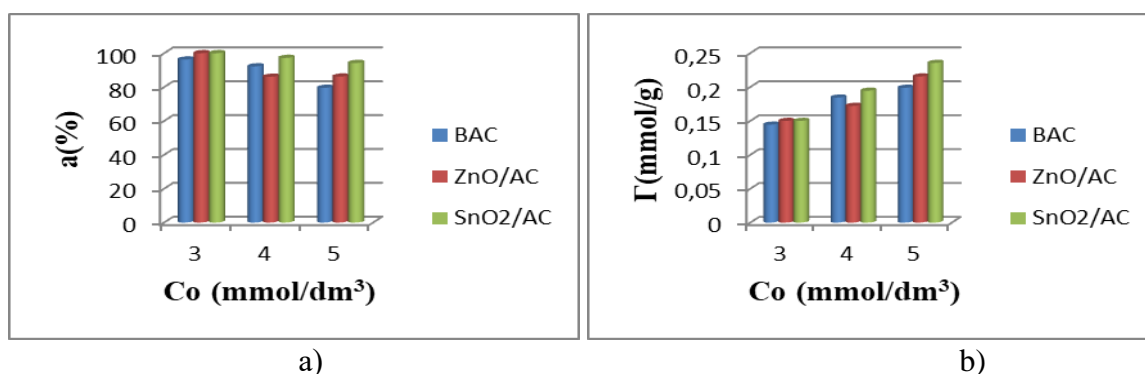 100
80
60
40
20
0
a(%)
3 4 5
Co (mmol/dm³)
BAC
ZnO/AC
SnO2/AC
a)
0,25
0,2
0,15
0,1
0,05
0
Γ(mmol/g)
3 4 5
Co (mmol/dm³)
BAC
ZnO/AC
SnO2/AC
b)